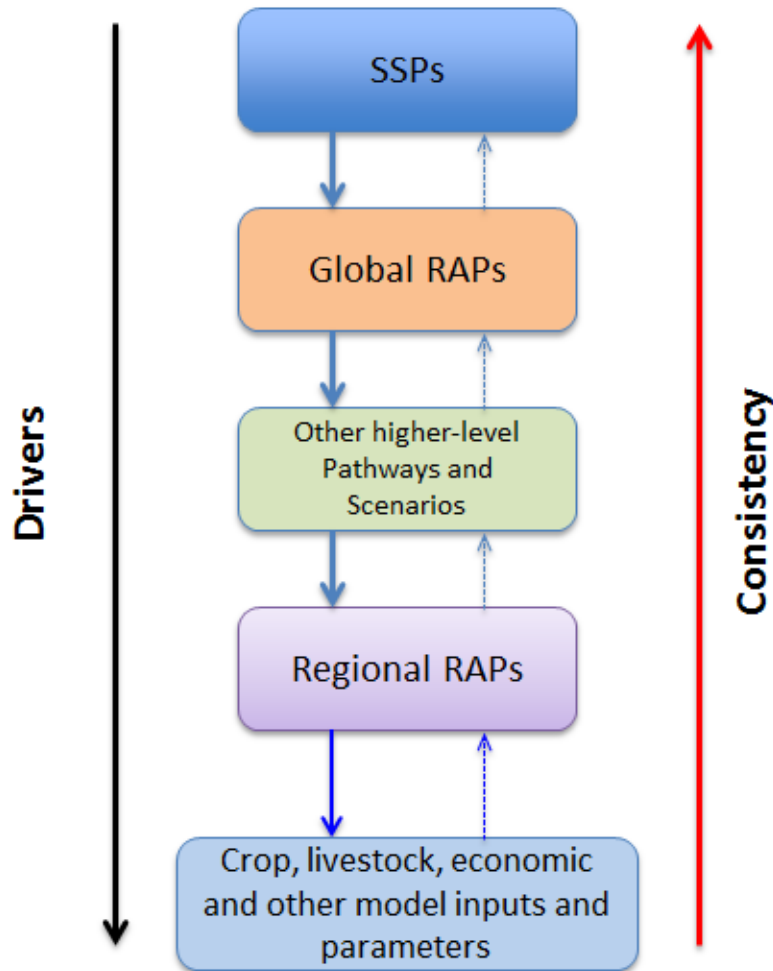 SSPs
Global RAPs
Other higher-level
Pathways and
Scenarios
Regional RAPs
Crop, livestock, economic
and other model inputs and
parameters
Drivers
Consistency